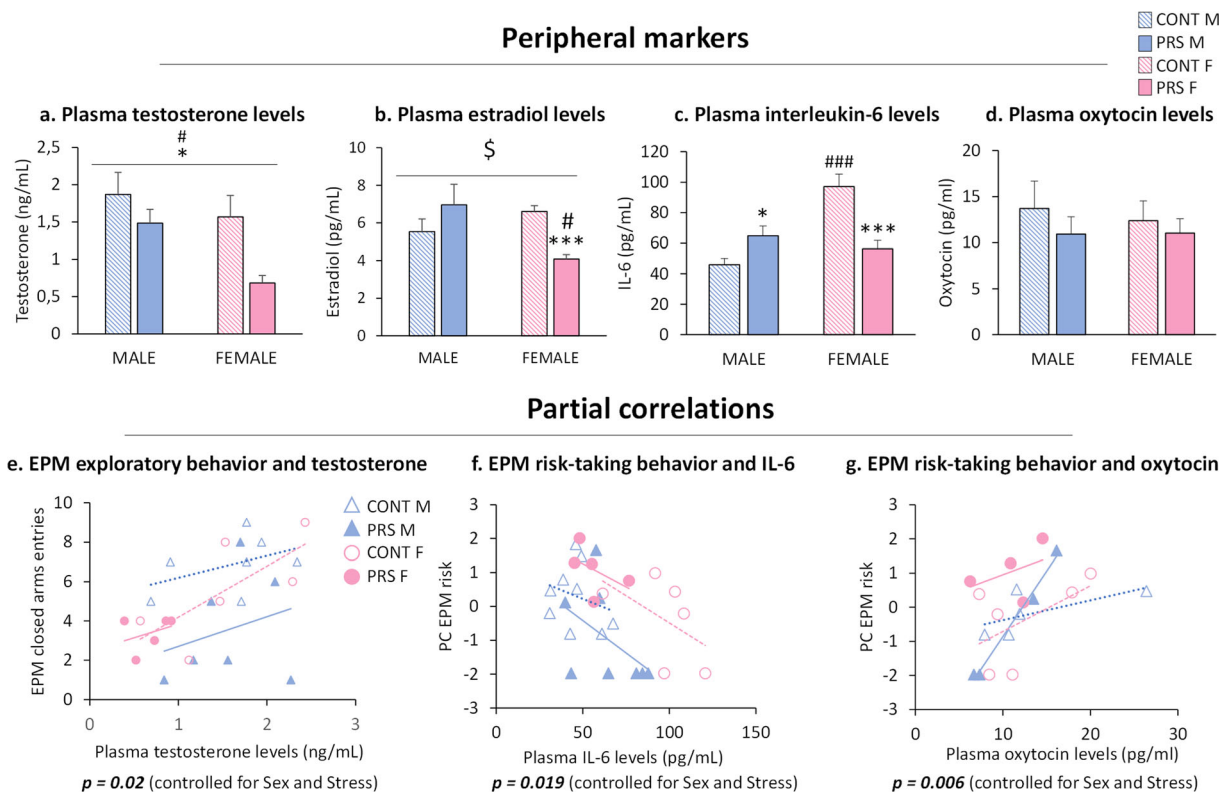 CONT M
PRS M
CONT F
PRS F
Peripheral markers
a. Plasma testosterone levels
b. Plasma estradiol levels
c. Plasma interleukin-6 levels
d. Plasma oxytocin levels
Testosterone (ng/mL)
2,5
2
1,5
1
0,5
0
#
*
MALE
FEMALE
Estradiol (pg/mL)
10
8
6
4
2
0
$
#
***
MALE
FEMALE
IL-6 (pg/mL)
120
100
80
60
40
20
0
*
###
***
MALE
FEMALE
Oxytocin (pg/ml)
20
15
10
5
0
MALE
FEMALE
Partial correlations
e. EPM exploratory behavior and testosterone
f. EPM risk-taking behavior and IL-6
g. EPM risk-taking behavior and oxytocin
EPM closed arms entries
10
8
6
4
2
0
0
1
2
3
Plasma testosterone levels (ng/mL)
p = 0.02 (controlled for Sex and Stress)
CONT M
PRS M
CONT F
PRS F
PC EPM risk
3
2
1
0
-1
-2
-3
0
50
100
150
Plasma IL-6 levels (pg/mL)
p = 0.019 (controlled for Sex and Stress)
PC EPM risk
3
2
1
0
-1
-2
-3
0
10
20
30
Plasma oxytocin levels (pg/ml)
p = 0.006 (controlled for Sex and Stress)